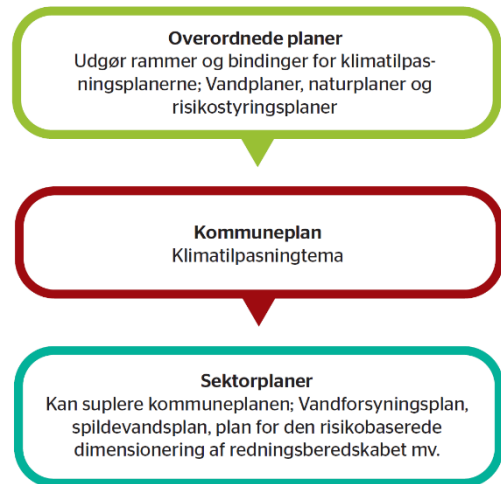 Overordnede planer
Udgør rammer og bindinger for klimatilpas-
ningsplanerne; Vandplaner, naturplaner og
risikostyringsplaner
Kommuneplan
Klimatilpasningtema
Sektorplaner
Kan suplere kommuneplanen; Vandforsyningsplan,
spildevandsplan, plan for den risikobaserede
dimensionering af redningsberedskabet mv.